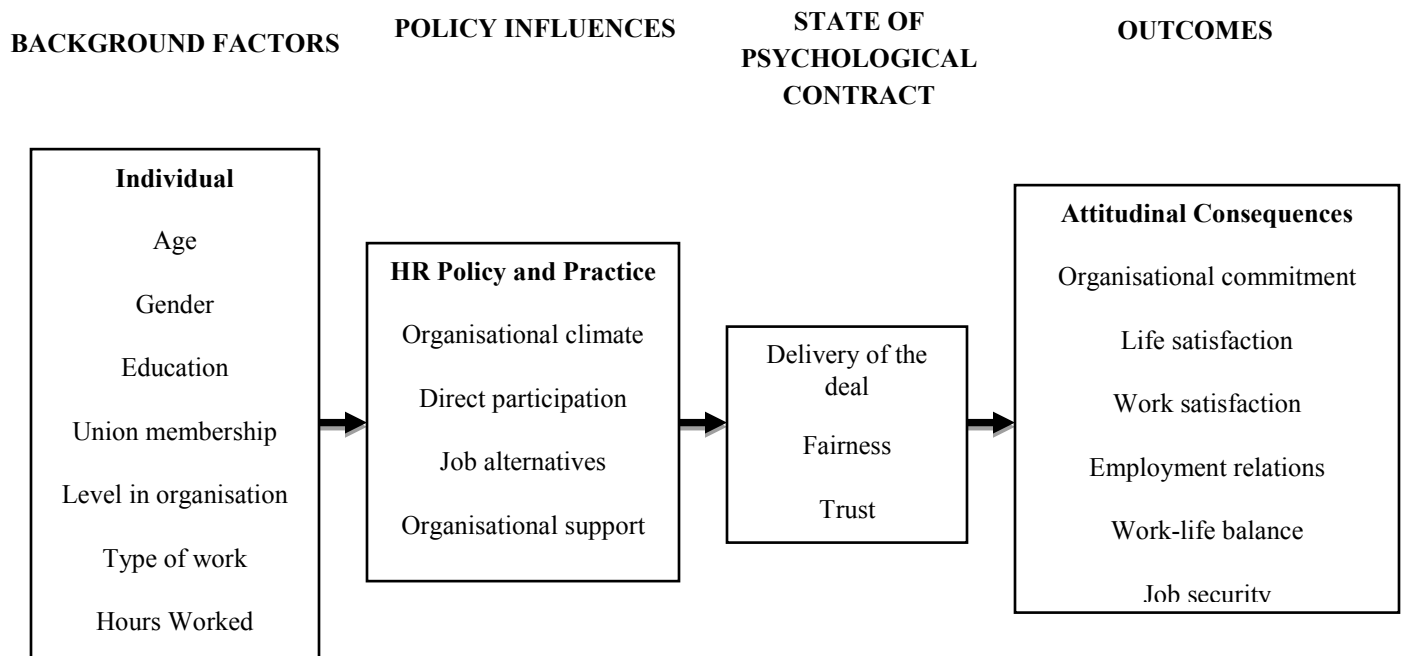 BACKGROUND FACTORS
POLICY INFLUENCES
STATE OF
PSYCHOLOGICAL
CONTRACT
OUTCOMES
Individual
Age
Gender
Education
Union membership
Level in organisation
Type of work
Hours Worked
HR Policy and Practice
Organisational climate
Direct participation
Job alternatives
Organisational support
Delivery of the
deal
Fairness
Trust
Attitudinal Consequences
Organisational commitment
Life satisfaction
Work satisfaction
Employment relations
Work-life balance
Job security